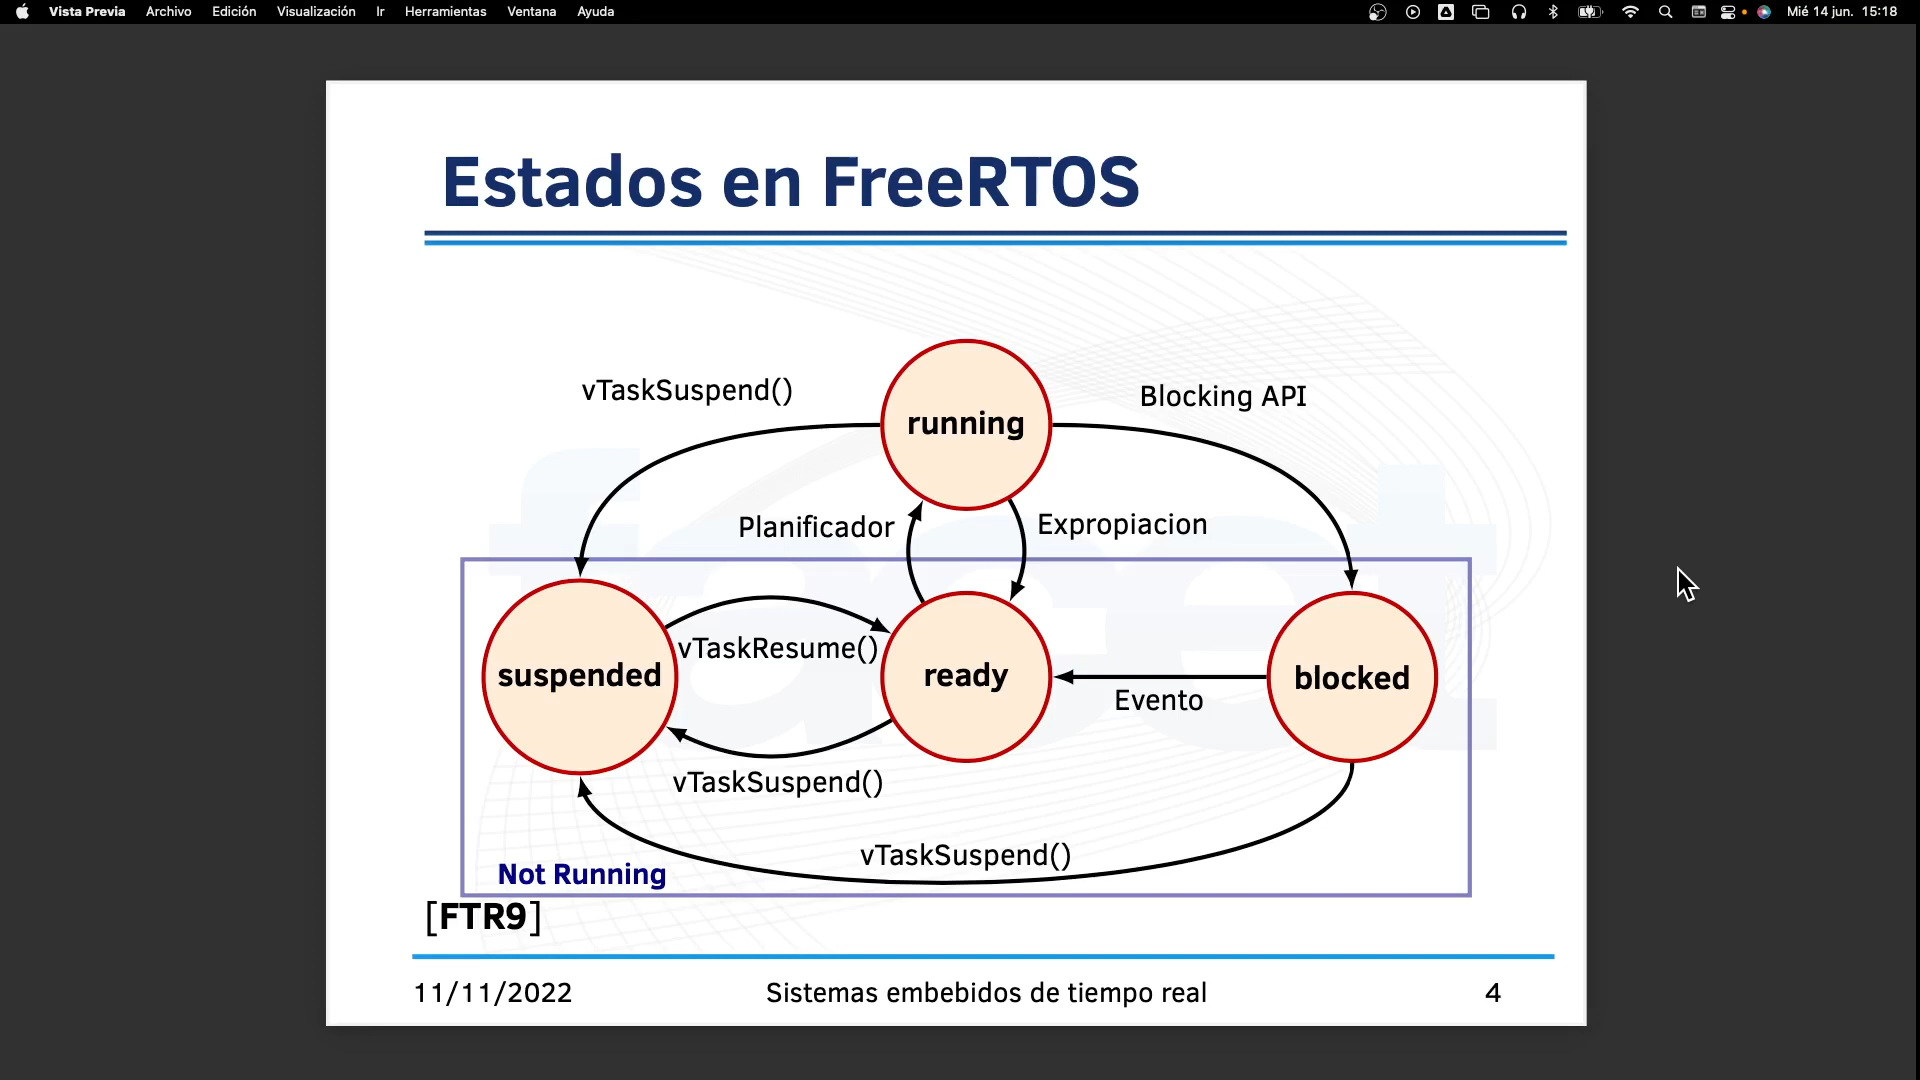 Vista Previa Archivo Edición Visualización Ir Herramientas Ventana Ayuda Mié 14 jun. 15:18
Estados en FreeRTOS
vTaskSuspend()
Blocking API
running
Planificador
Expropiacion
suspended
vTaskResume()
ready
blocked
Evento
vTaskSuspend()
vTaskSuspend()
Not Running
[FTR9]
11/11/2022 Sistemas embebidos de tiempo real 4